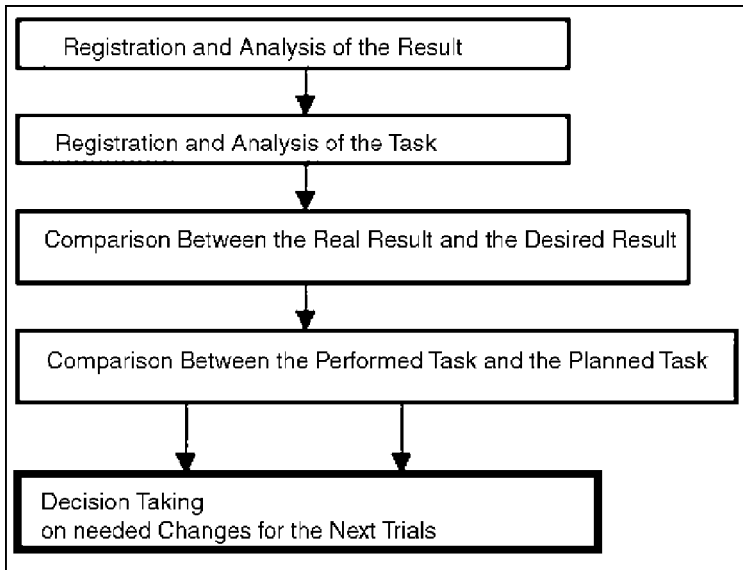 Registration and Analysis of the Result
Registration and Analysis of the Task
Comparison Between the Real Result and the Desired Result
Comparison Between the Performed Task and the Planned Task
Decision Taking
on needed Changes for the Next Trials